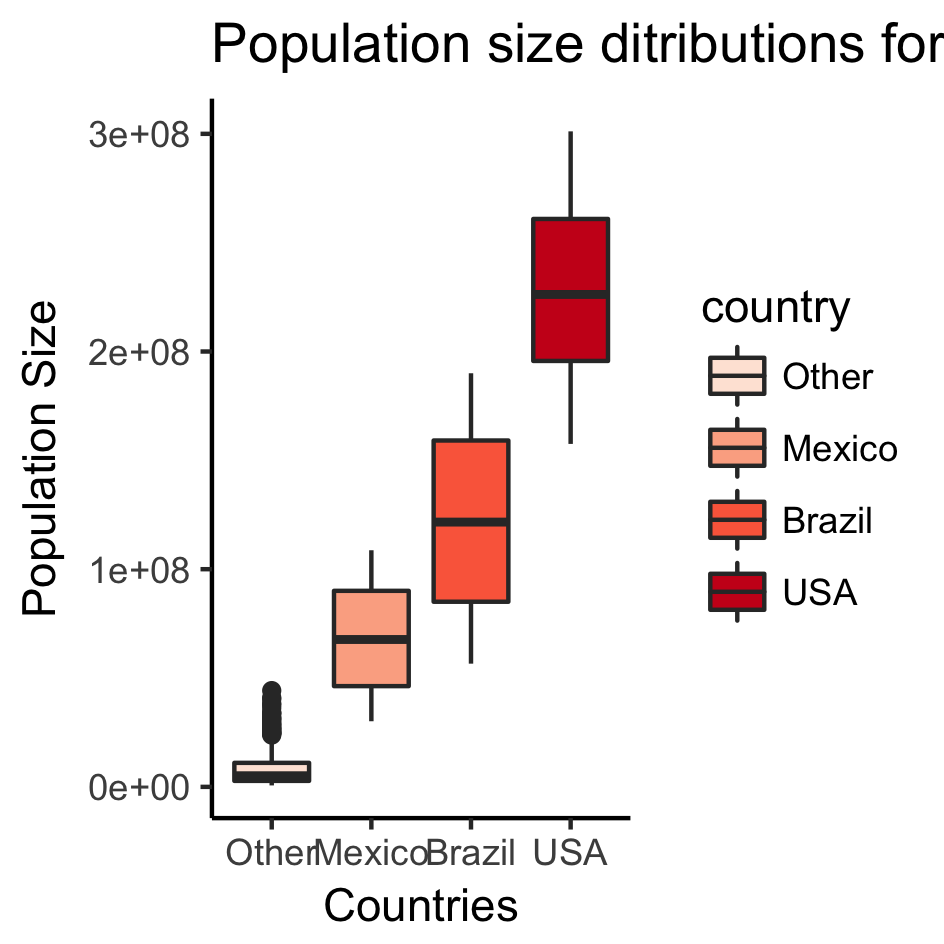 Population size ditributions for
3e+08
2e+08
1e+08
0e+00
Population Size
Other
Mexico
Brazil
USA
Countries
country
Other
Mexico
Brazil
USA